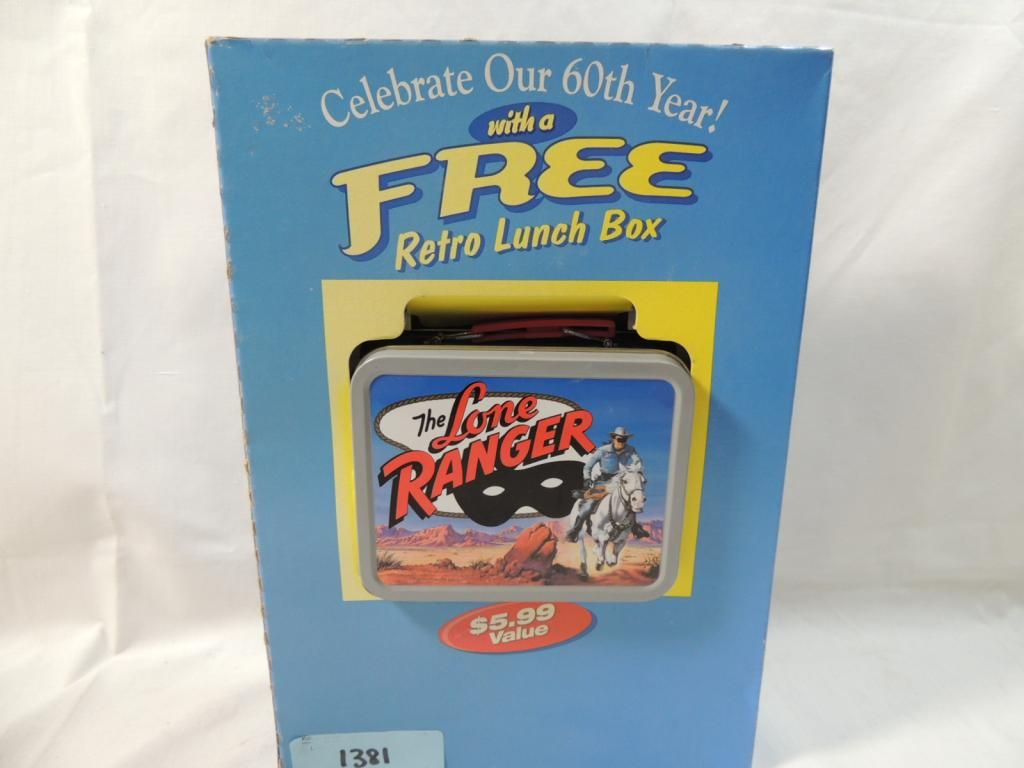 Celebrate Our 60th Year!
with a
FREE
Retro Lunch Box
The Lone
RANGER
$5.99
Value
1381